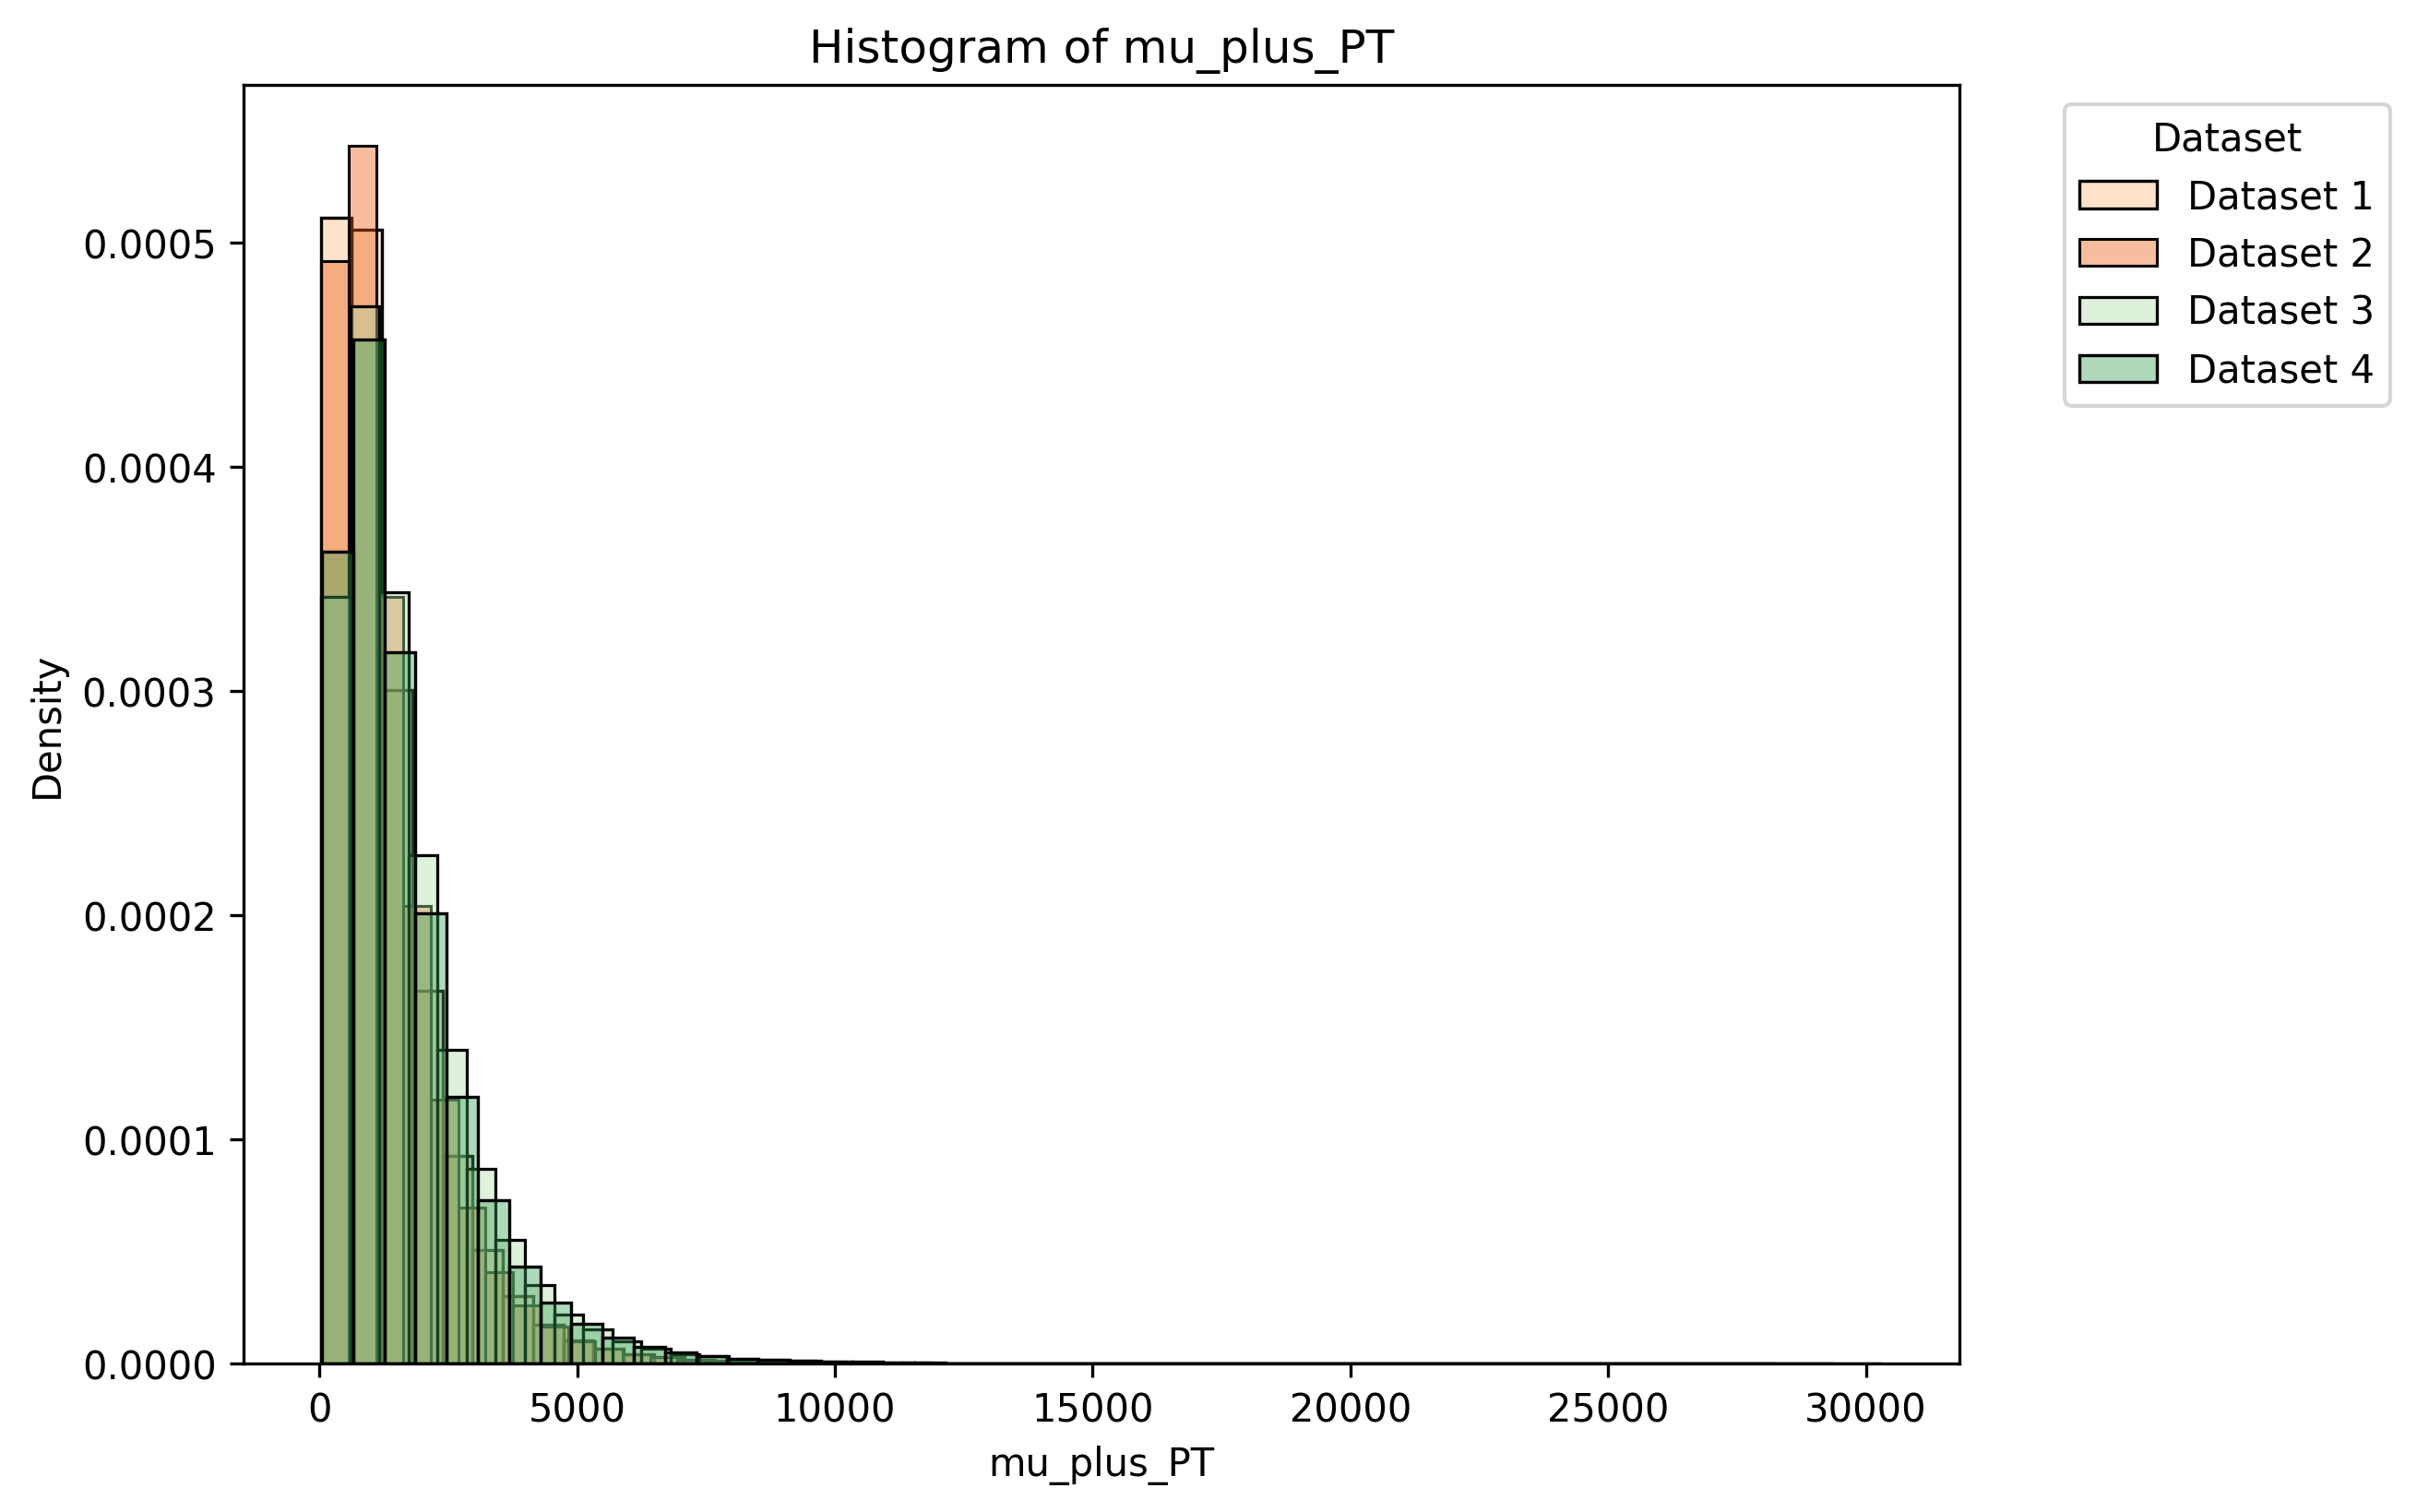 Histogram of mu_plus_PT
Dataset
Dataset 1
Dataset 2
Dataset 3
Dataset 4
Density
0.0005
0.0004
0.0003
0.0002
0.0001
0.0000
0 5000 10000 15000 20000 25000 30000
mu_plus_PT